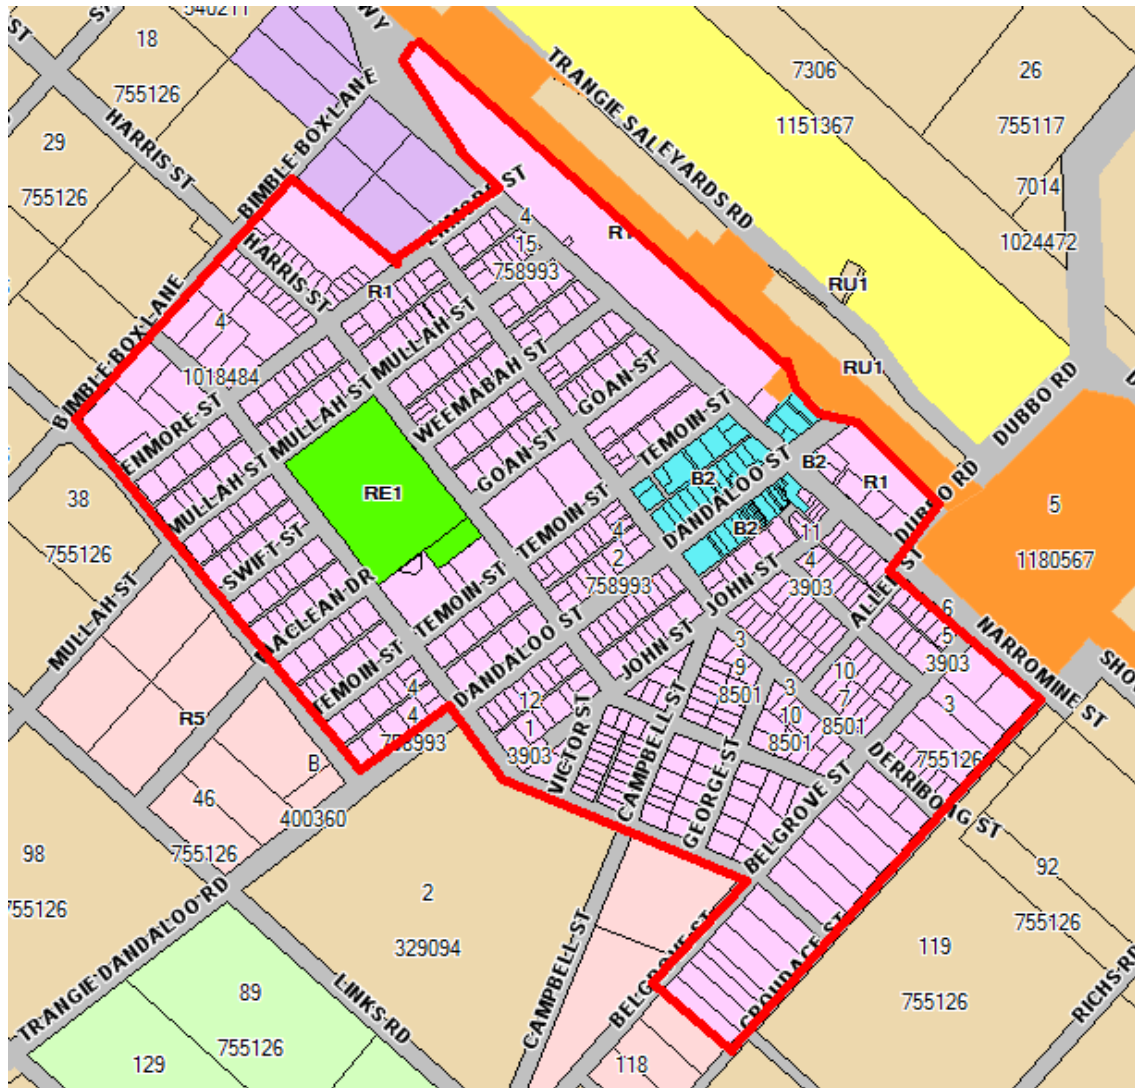 540211
WY
ST
18
7306
26
755126
1151367
755117
TRANGIE SALEYARDS RD
29
HARRIS ST
BIMBLE BOX LANE
755126
7014
1024472
ENMORE ST
4
15
758993
R1
HARRIS ST
RU1
R1
4
MULLAH ST
BIMBLE BOX LANE
1018484
WEEMABAH ST
GOAN ST
RU1
DUBBO RD
ENMORE ST
MULLAH ST
GOAN ST
TEMOIN ST
MULLAH ST
RE1
B2
B2
R1
DUBBO RD
38
DANDALOO ST
B2
5
755126
SWIFT ST
TEMOIN ST
4
2
758993
11
4
3903
1180567
MULLAH ST
MACLEAN DR
TEMOIN ST
JOHN ST
ALLEN ST
6
5
3903
NARROMINE ST
TEMOIN ST
DANDALOO ST
JOHN ST
3
9
8501
10
7
8501
R5
4
4
758993
12
1
3903
VICTOR ST
CAMPBELL ST
3
10
8501
3
755126
B
GEORGE ST
BELGROVE ST
DERRIBONG ST
46
400360
755126
98
755126
2
329094
92
755126
TRANGIE DANDALOO RD
CAMPBELL ST
BELGROVE ST
CROUDACE ST
119
755126
RICHS RD
89
755126
LINKS RD
129
118